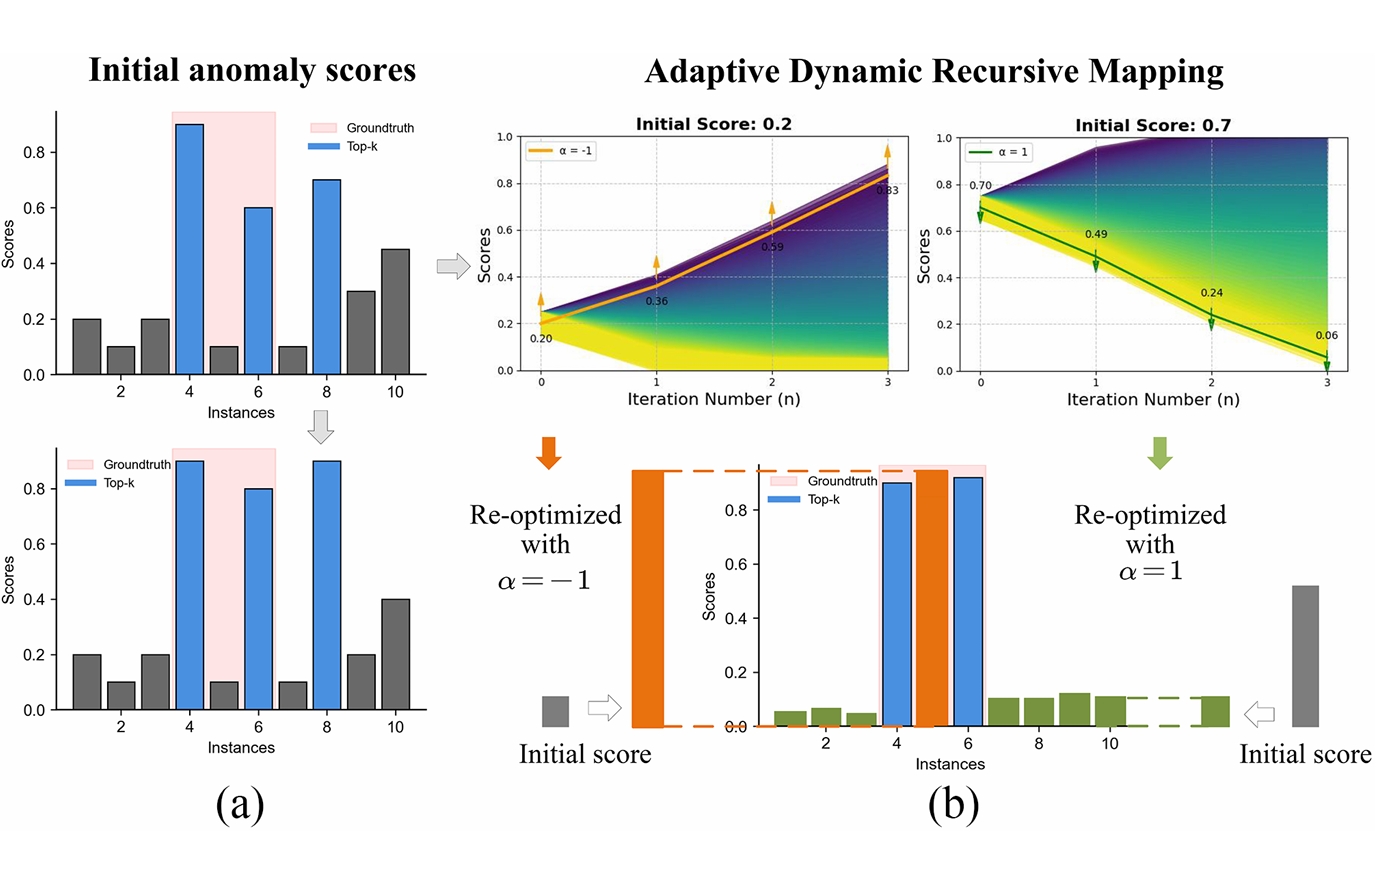 Initial anomaly scores
Adaptive Dynamic Recursive Mapping
Groundtruth
Top-k
Scores
0.8
0.6
0.4
0.2
0.0
2
4
6
8
10
Instances
Initial Score: 0.2
α = -1
Scores
1.0
0.8
0.6
0.4
0.2
0.0
0.20
0.36
0.59
0.83
0
1
2
3
Iteration Number (n)
Initial Score: 0.7
α = 1
Scores
1.0
0.8
0.6
0.4
0.2
0.0
0.70
0.49
0.24
0.06
0
1
2
3
Iteration Number (n)
Groundtruth
Top-k
Scores
0.8
0.6
0.4
0.2
0.0
2
4
6
8
10
Instances
Re-optimized
with
α = −1
Initial score
Groundtruth
Top-k
Scores
0.8
0.6
0.4
0.2
0.0
2
4
6
8
10
Instances
Re-optimized
with
α = 1
Initial score
(a)
(b)